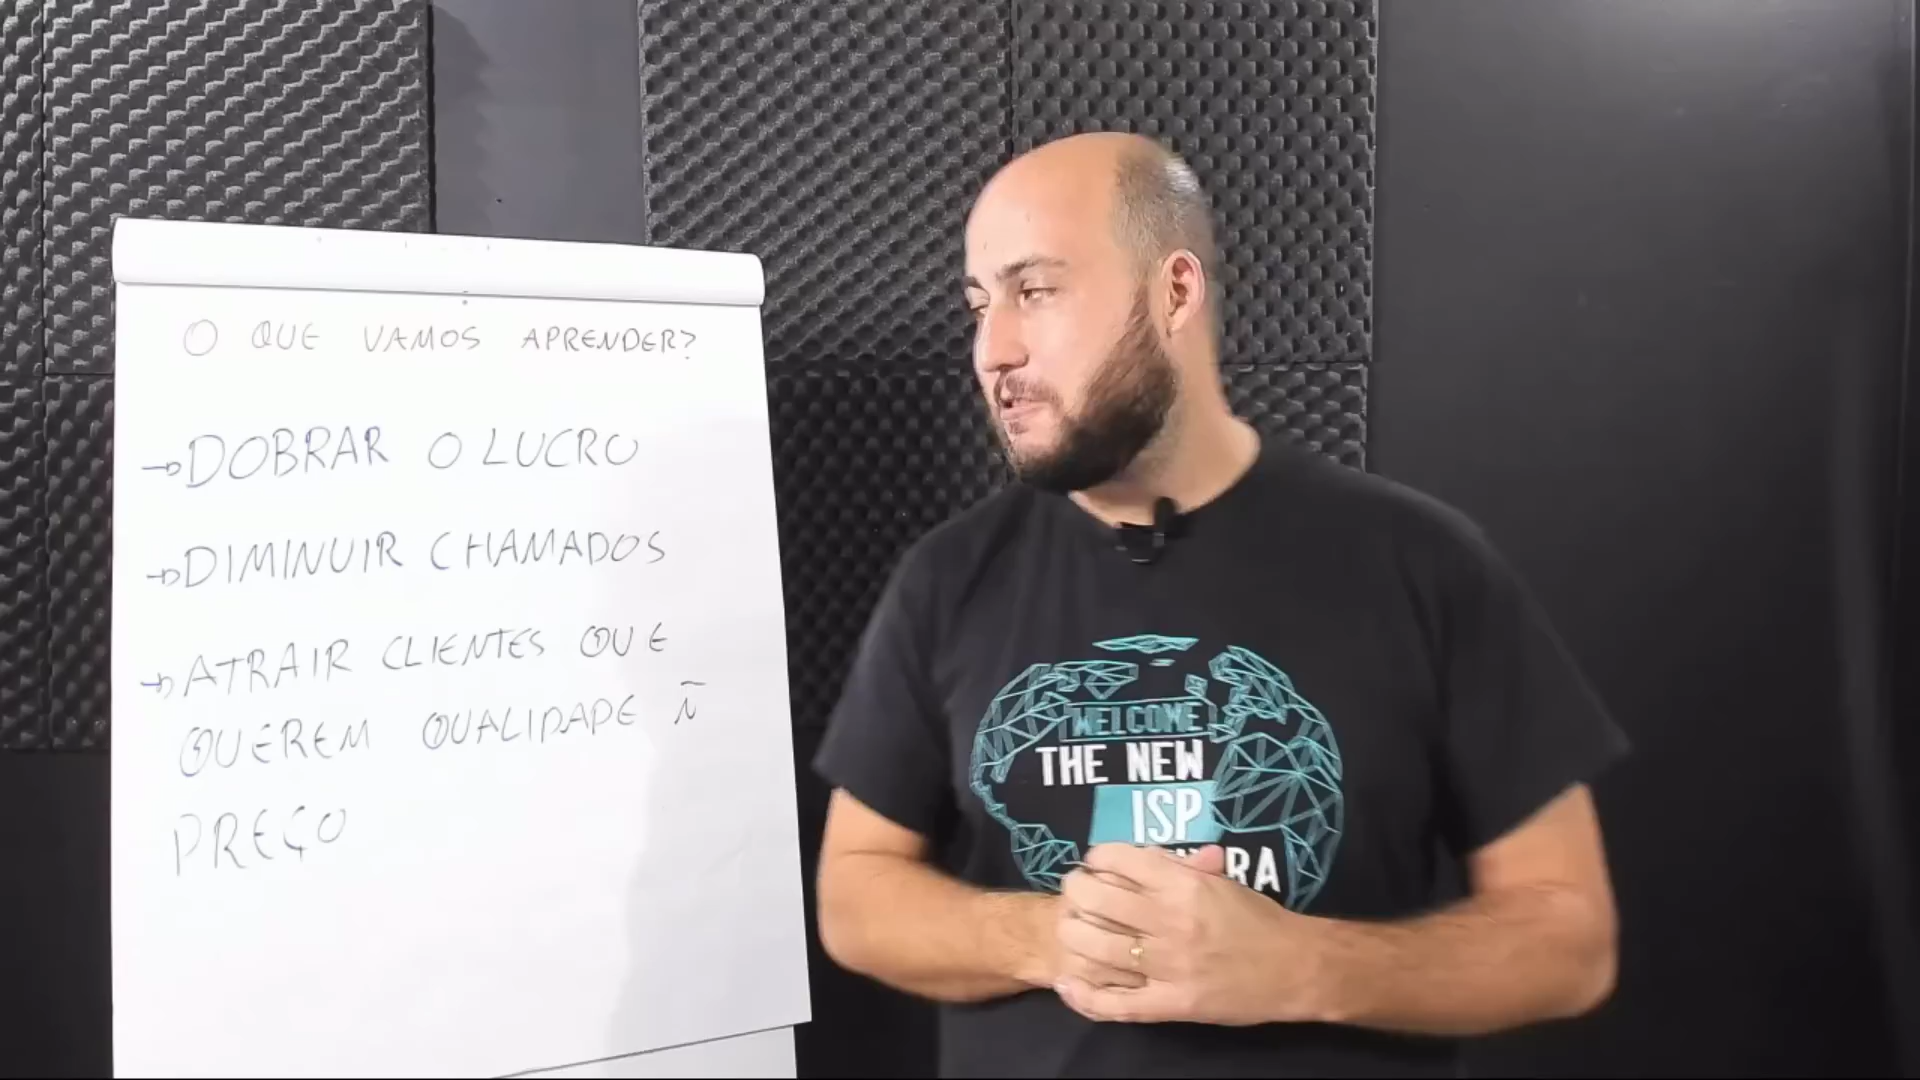 O QUE VAMOS APRENDER?
→DOBRAR O LUCRO
→DIMINUIR CHAMADOS
→ATRAIR CLIENTES QUE
QUEREM QUALIDADE Ñ
PREÇO
WELCOME
THE NEW
ISP